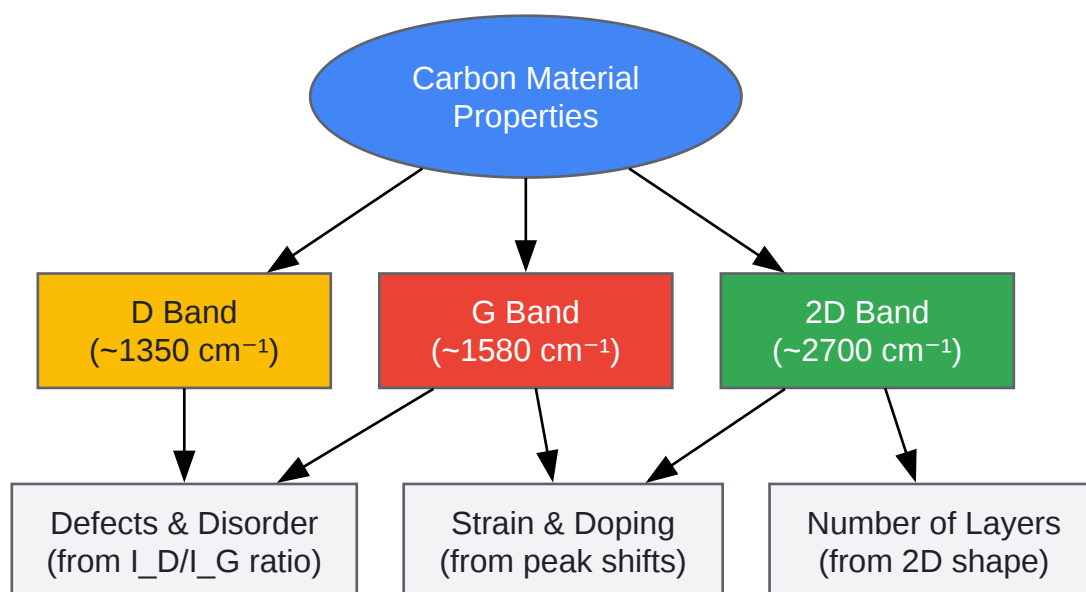 Carbon Material
Properties
D Band
(~1350 cm⁻¹)
G Band
(~1580 cm⁻¹)
2D Band
(~2700 cm⁻¹)
Defects & Disorder
(from I_D/I_G ratio)
Strain & Doping
(from peak shifts)
Number of Layers
(from 2D shape)